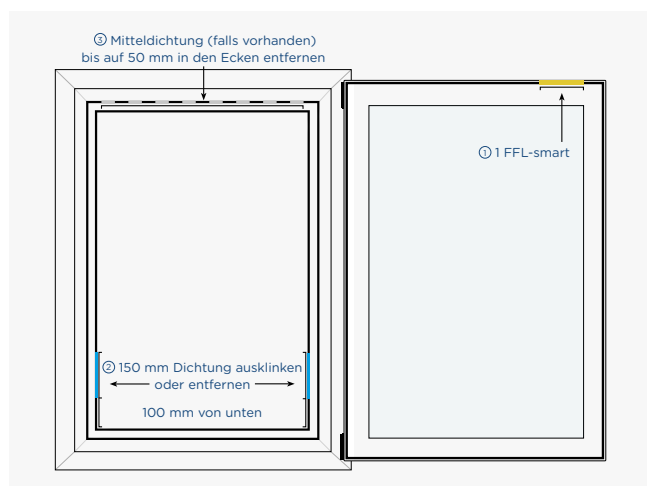 ③ Mitteldichtung (falls vorhanden)
bis auf 50 mm in den Ecken entfernen
① 1 FFL-smart
② 150 mm Dichtung ausklinken
oder entfernen
100 mm von unten